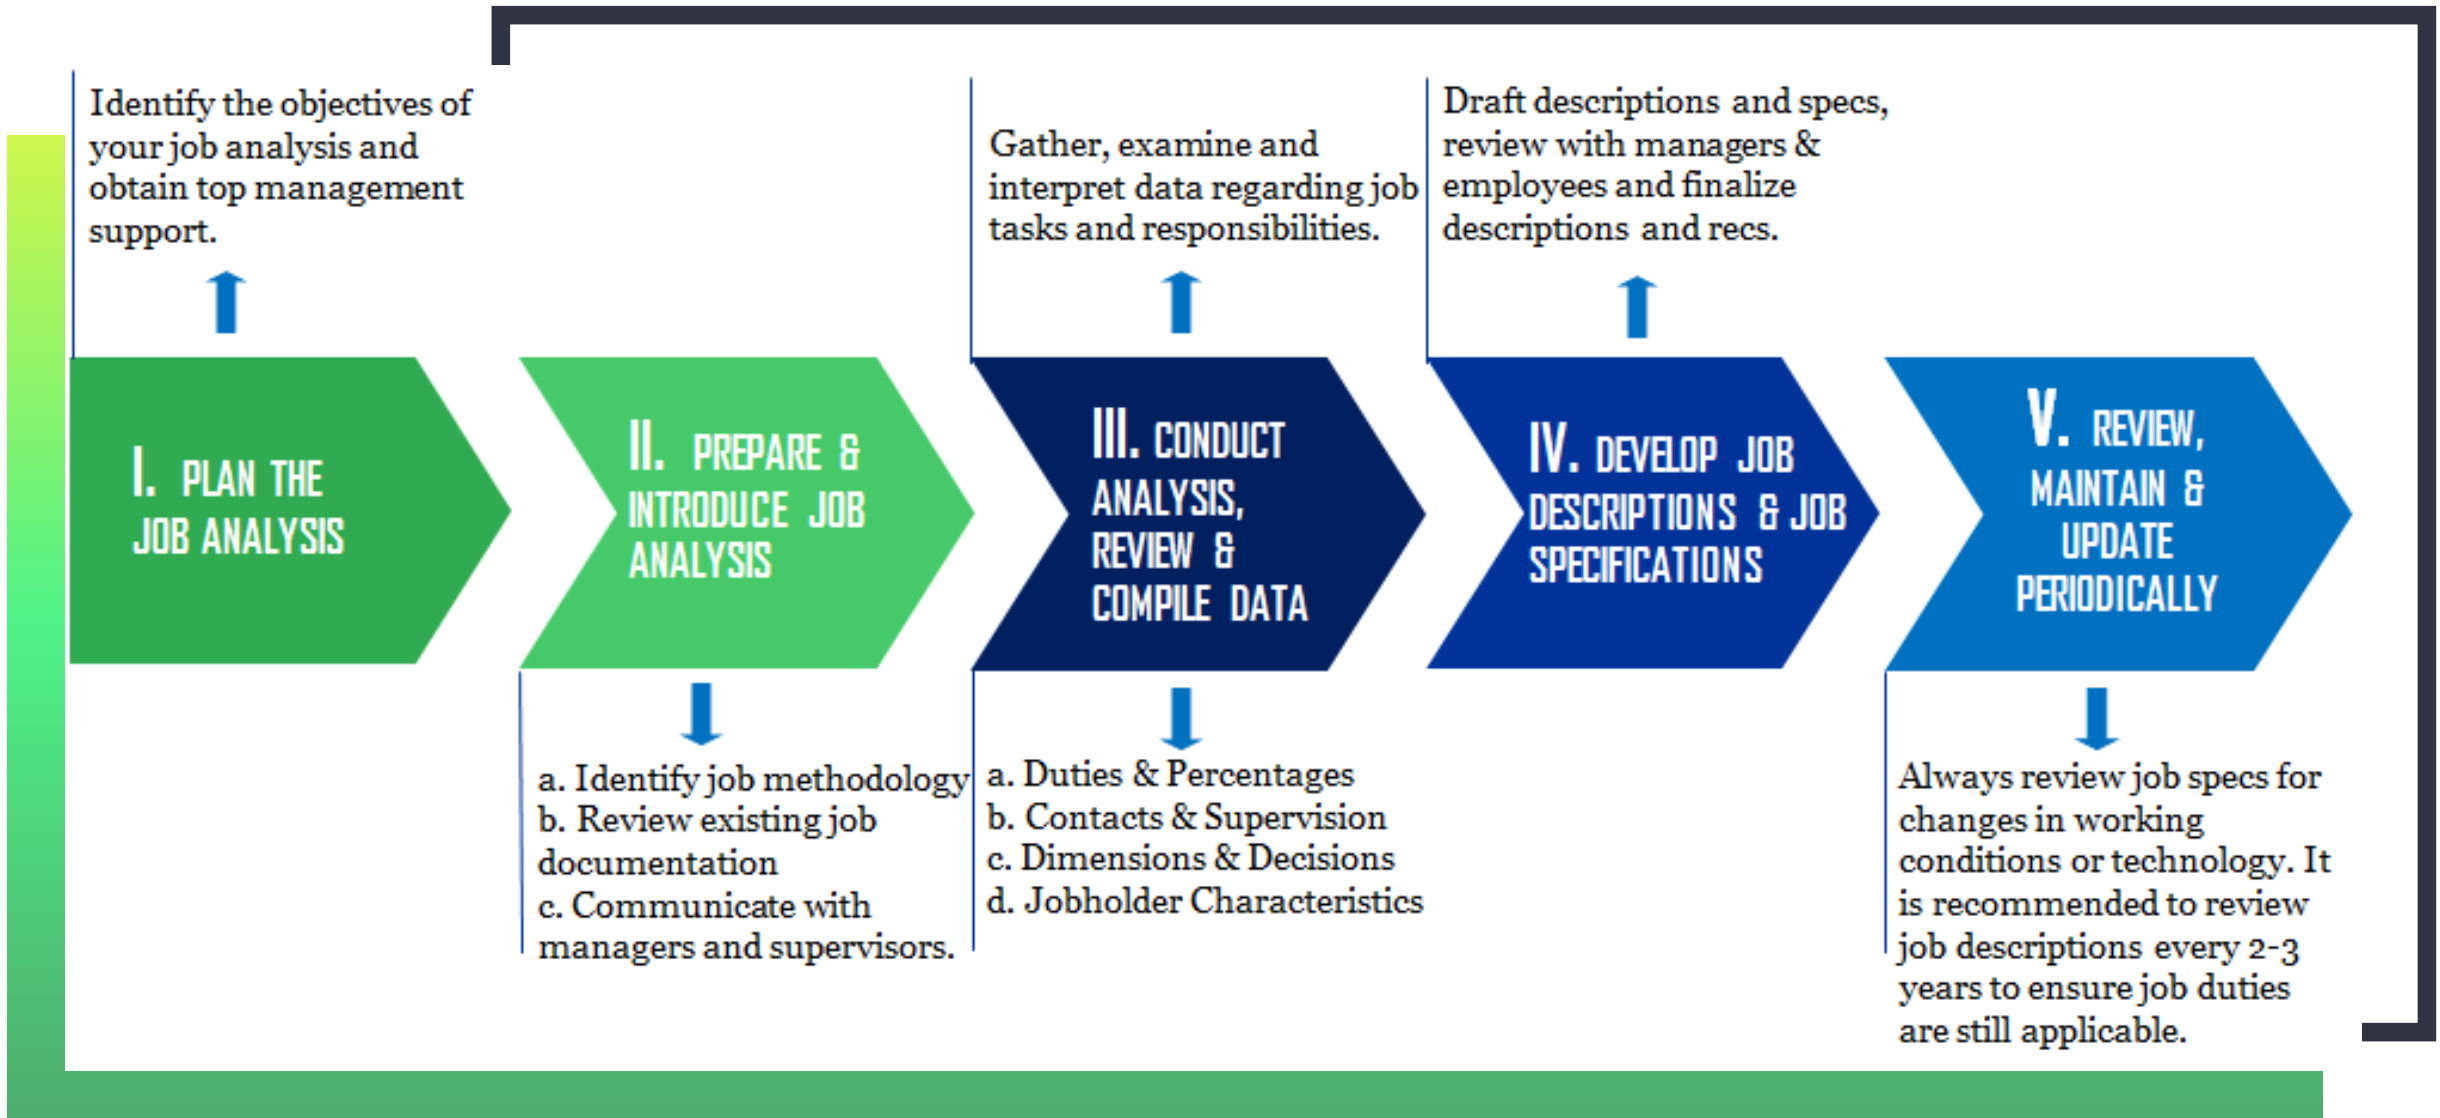 Identify the objectives of
your job analysis and
obtain top management
support.
I. PLAN THE
JOB ANALYSIS
II. PREPARE &
INTRODUCE JOB
ANALYSIS
a. Identify job methodology
b. Review existing job
documentation
c. Communicate with
managers and supervisors.
Gather, examine and
interpret data regarding job
tasks and responsibilities.
III. CONDUCT
ANALYSIS,
REVIEW &
COMPILE DATA
a. Duties & Percentages
b. Contacts & Supervision
c. Dimensions & Decisions
d. Jobholder Characteristics
Draft descriptions and specs,
review with managers &
employees and finalize
descriptions and recs.
IV. DEVELOP JOB
DESCRIPTIONS & JOB
SPECIFICATIONS
V. REVIEW,
MAINTAIN &
UPDATE
PERIODICALLY
Always review job specs for
changes in working
conditions or technology. It
is recommended to review
job descriptions every 2-3
years to ensure job duties
are still applicable.